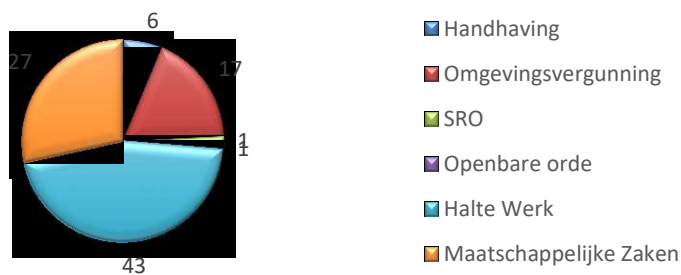 6
27
17
1
1
43
Handhaving
Omgevingsvergunning
SRO
Openbare orde
Halte Werk
Maatschappelijke Zaken